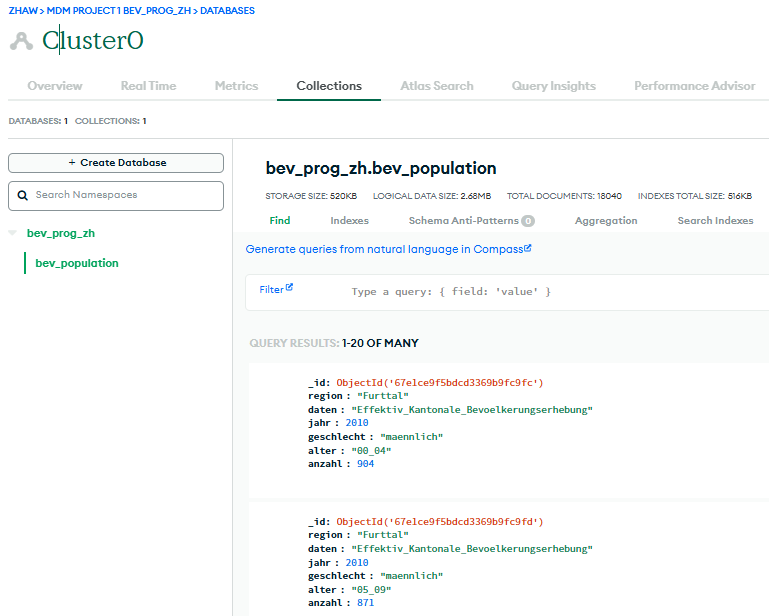 ZHAW > MDM PROJECT 1 BEV_PROG_ZH > DATABASES
Cluster0
Overview Real Time Metrics Collections Atlas Search Query Insights Performance Advisor
DATABASES: 1 COLLECTIONS: 1
+ Create Database
Search Namespaces
bev_prog_zh
bev_population
bev_prog_zh.bev_population
STORAGE SIZE: 520KB LOGICAL DATA SIZE: 2.68MB TOTAL DOCUMENTS: 18040 INDEXES TOTAL SIZE: 516KB
Find Indexes Schema Anti-Patterns 0 Aggregation Search Indexes
Generate queries from natural language in Compass
Filter Type a query: { field: 'value' }
QUERY RESULTS: 1-20 OF MANY
_id: ObjectId('67e1ce9f5bdcd3369b9fc9fc')
region : "Furttal"
daten : "Effektiv_Kantonale_Bevoelkerungserhebung"
jahr : 2010
geschlecht : "maennlich"
alter : "00_04"
anzahl : 904
_id: ObjectId('67e1ce9f5bdcd3369b9fc9fd')
region : "Furttal"
daten : "Effektiv_Kantonale_Bevoelkerungserhebung"
jahr : 2010
geschlecht : "maennlich"
alter : "05_09"
anzahl : 871